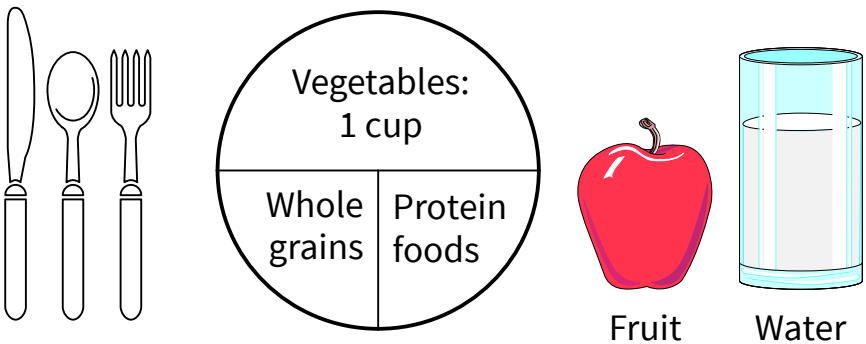 Vegetables:
1 cup
Whole
grains
Protein
foods
Fruit
Water